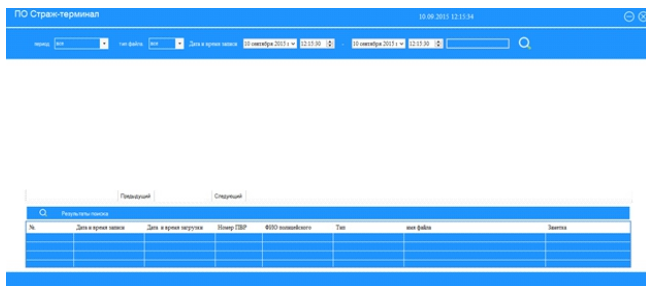 ПО Страж-терминал 10.09.2015 12:15:34
период все тип файла все Дата и время записи 10 сентября 2015 г. 12:15:30 - 10 сентября 2015 г. 12:15:30
Предыдущий Следующий
Результаты поиска
№ Дата и время записи Дата и время загрузки Номер ПВР ФИО полицейского Тип имя файла Заметка